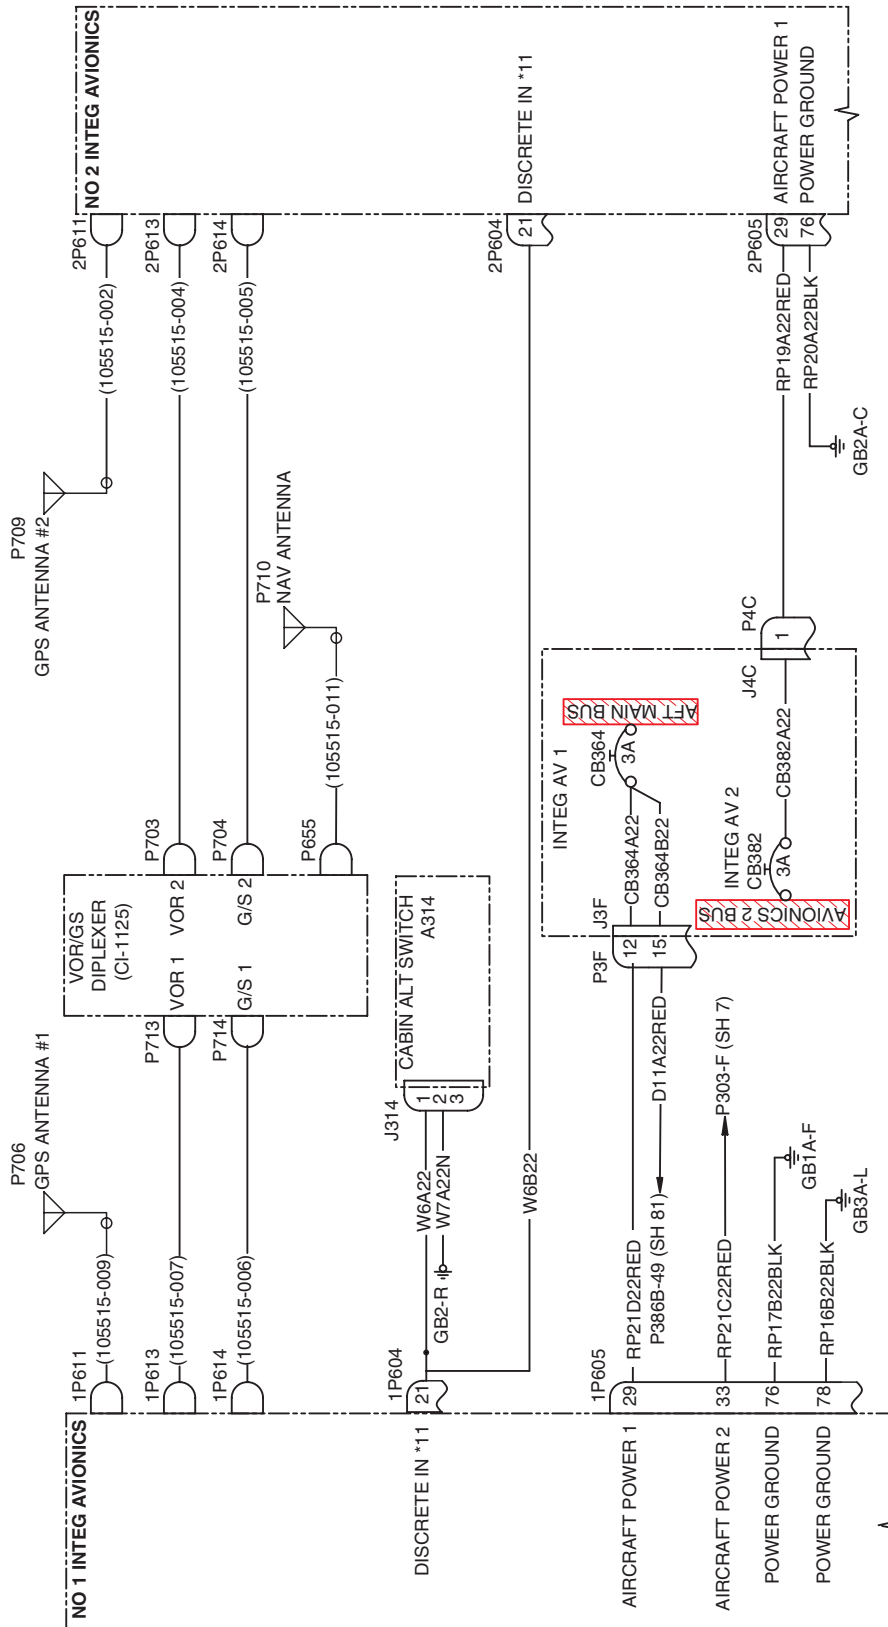 NO 1 INTEG AVIONICS
1P611
(105515-009)
P706
GPS ANTENNA #1
1P613
(105515-007)
1P614
(105515-006)
P713
P714
VOR/GS
DIPLEXER
(CI-1125)
VOR 1
VOR 2
G/S 1
G/S 2
P703
P704
P655
(105515-011)
P710
NAV ANTENNA
P709
GPS ANTENNA #2
(105515-002)
(105515-004)
(105515-005)
2P611
2P613
2P614
NO 2 INTEG AVIONICS
DISCRETE IN *11
1P604
21
GB2-R
W6A22
W7A22N
J314
1
2
3
CABIN ALT SWITCH
A314
W6B22
2P604
21
DISCRETE IN *11
AIRCRAFT POWER 1
AIRCRAFT POWER 2
POWER GROUND
POWER GROUND
1P605
29
33
76
78
RP21D22RED
P386B-49 (SH 81)
D11A22RED
RP21C22RED
P303-F (SH 7)
RP17B22BLK
GB1A-F
RP16B22BLK
GB3A-L
P3F
J3F
12
15
CB364A22
CB364B22
INTEG AV 1
CB364
3A
AFT MAIN BUS
AVIONICS 2 BUS
INTEG AV 2
CB382
3A
CB382A22
J4C
P4C
1
GB2A-C
RP19A22RED
RP20A22BLK
2P605
29
76
AIRCRAFT POWER 1
POWER GROUND